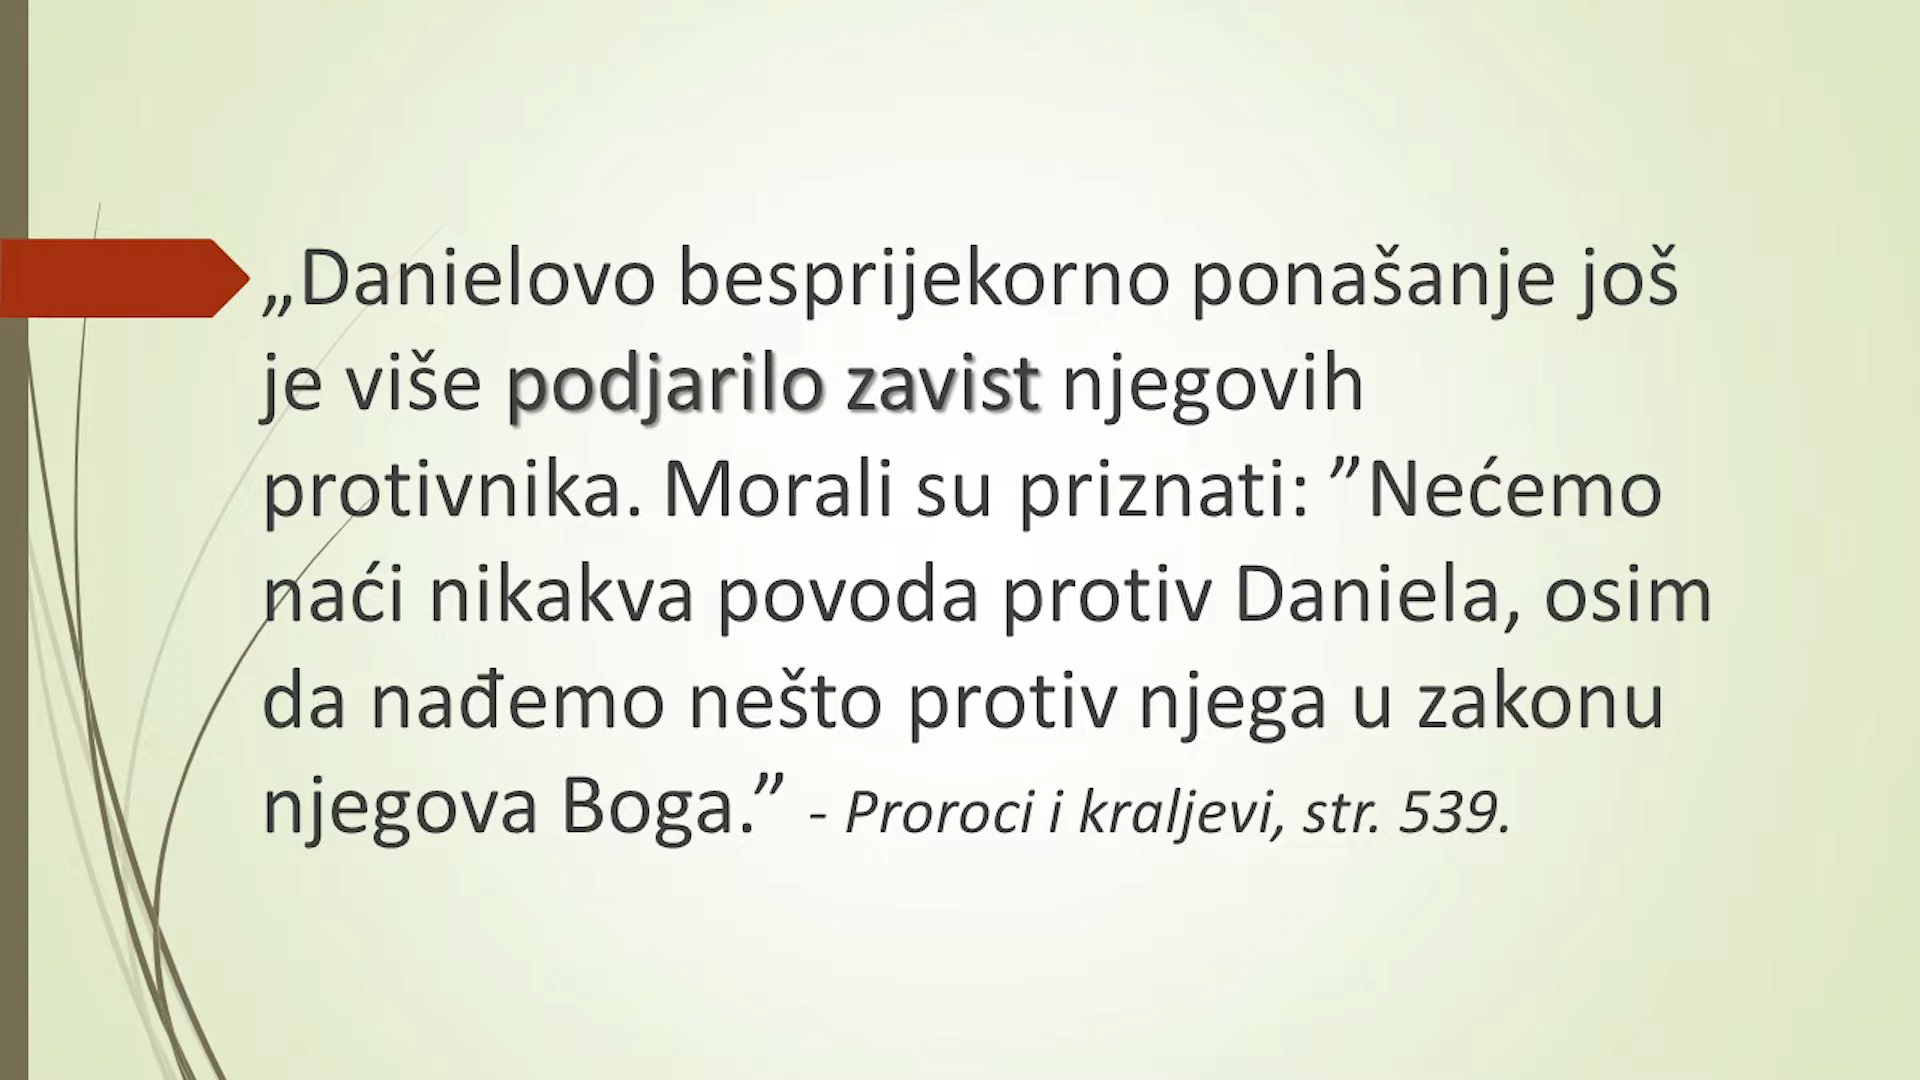 „Danielovo besprijekorno ponašanje još
je više podjarilo zavist njegovih
protivnika. Morali su priznati: ”Nećemo
naći nikakva povoda protiv Daniela, osim
da nađemo nešto protiv njega u zakonu
njegova Boga.” - Proroci i kraljevi, str. 539.